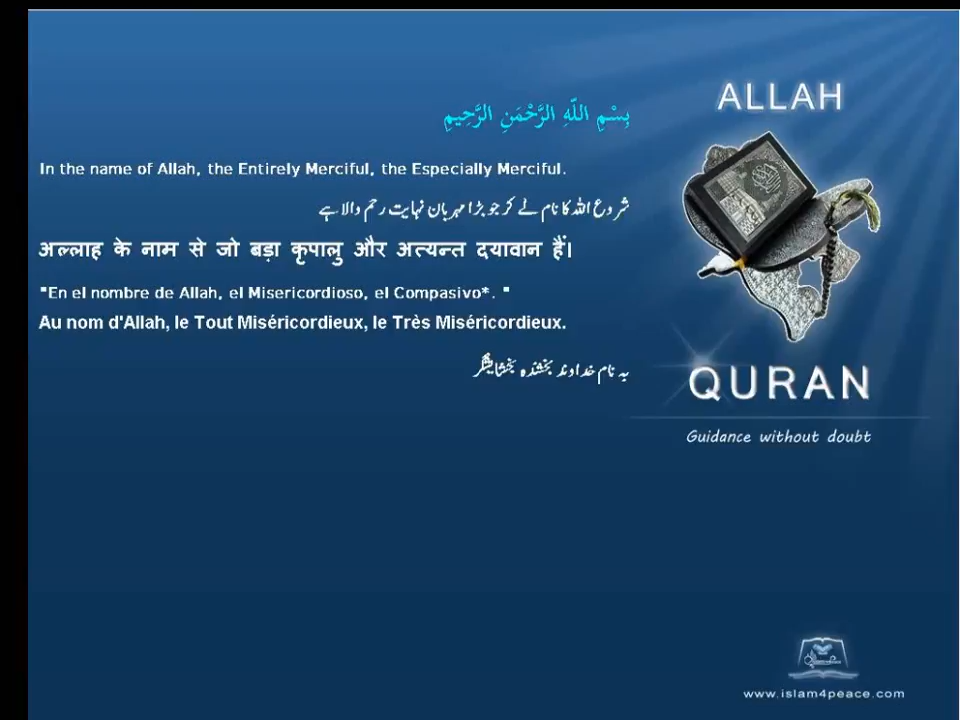 بِسْمِ اللَّهِ الرَّحْمَنِ الرَّحِيمِ
In the name of Allah, the Entirely Merciful, the Especially Merciful.
شروع اللہ کا نام لے کر جو بڑا مہربان نہایت رحم والا ہے
अल्लाह के नाम से जो बड़ा कृपालु और अत्यन्त दयावान हैं।
"En el nombre de Allah, el Misericordioso, el Compasivo*. "
Au nom d'Allah, le Tout Miséricordieux, le Très Miséricordieux.
به نام خداوند بخشنده بخشایشگر
ALLAH
QURAN
Guidance without doubt
www.islam4peace.com